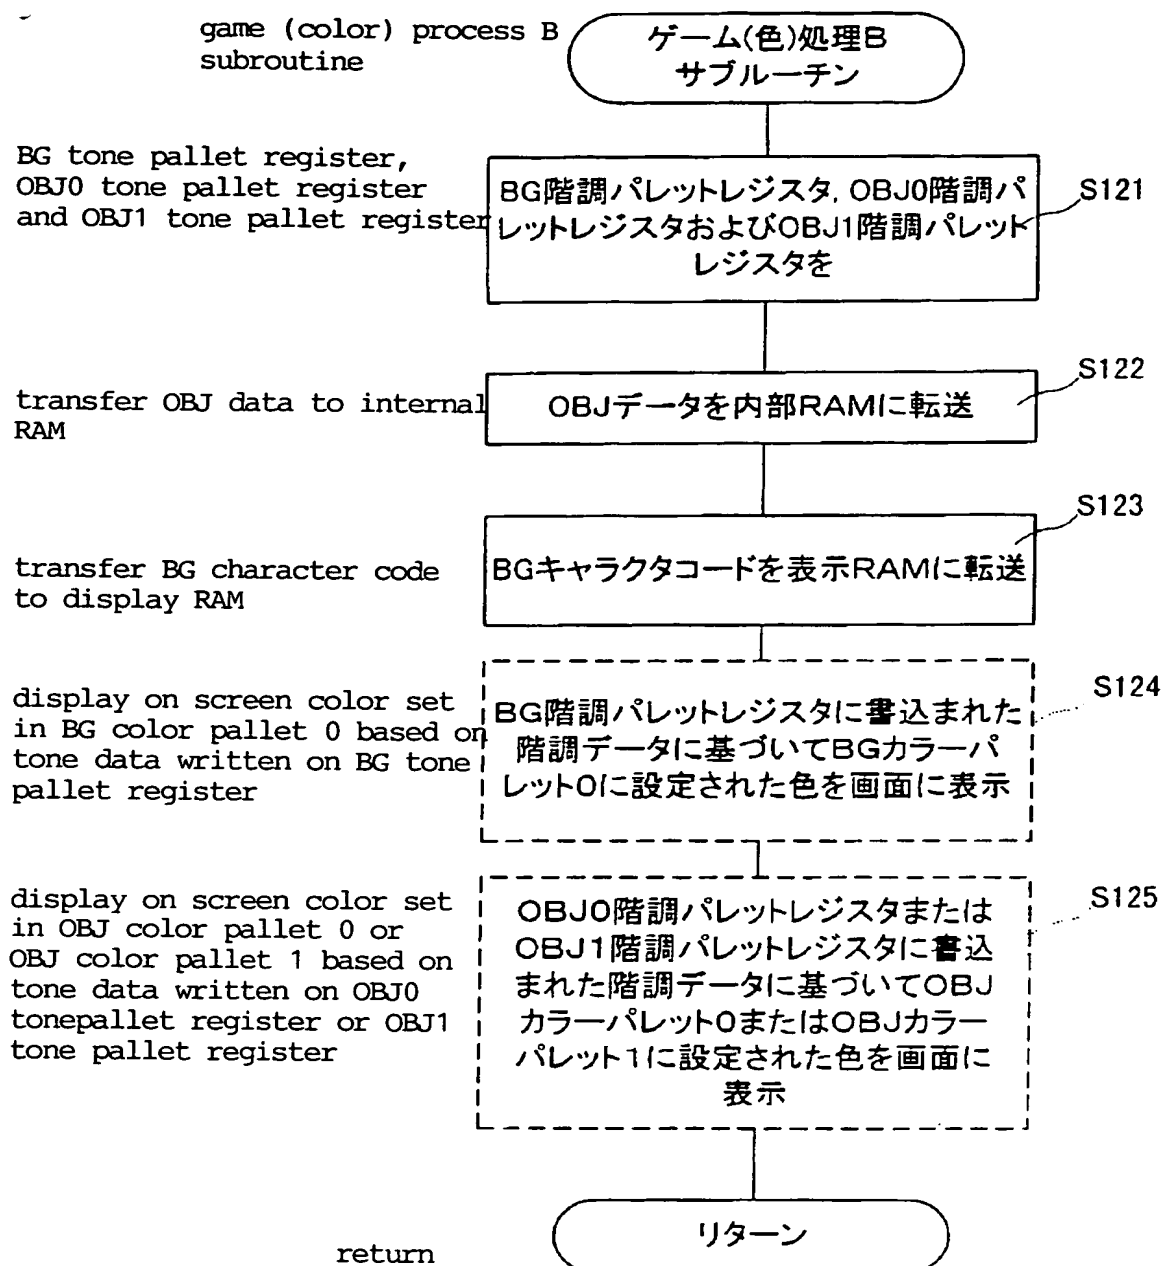 game (color) process B
subroutine
ゲーム(色)処理B
サブルーチン
BG tone pallet register,
OBJ0 tone pallet register
and OBJ1 tone pallet register
BG階調パレットレジスタ, OBJ0階調パ
レットレジスタおよびOBJ1階調パレット
レジスタを
S121
transfer OBJ data to internal
RAM
OBJデータを内部RAMに転送
S122
transfer BG character code
to display RAM
BGキャラクタコードを表示RAMに転送
S123
display on screen color set
in BG color pallet 0 based on
tone data written on BG tone
pallet register
BG階調パレットレジスタに書込まれた
階調データに基づいてBGカラーパ
レット0に設定された色を画面に表示
S124
display on screen color set
in OBJ color pallet 0 or
OBJ color pallet 1 based on
tone data written on OBJ0
tonepallet register or OBJ1
tone pallet register
OBJ0階調パレットレジスタまたは
OBJ1階調パレットレジスタに書込
まれた階調データに基づいてOBJ
カラーパレット0またはOBJカラー
パレット1に設定された色を画面に
表示
S125
return
リターン